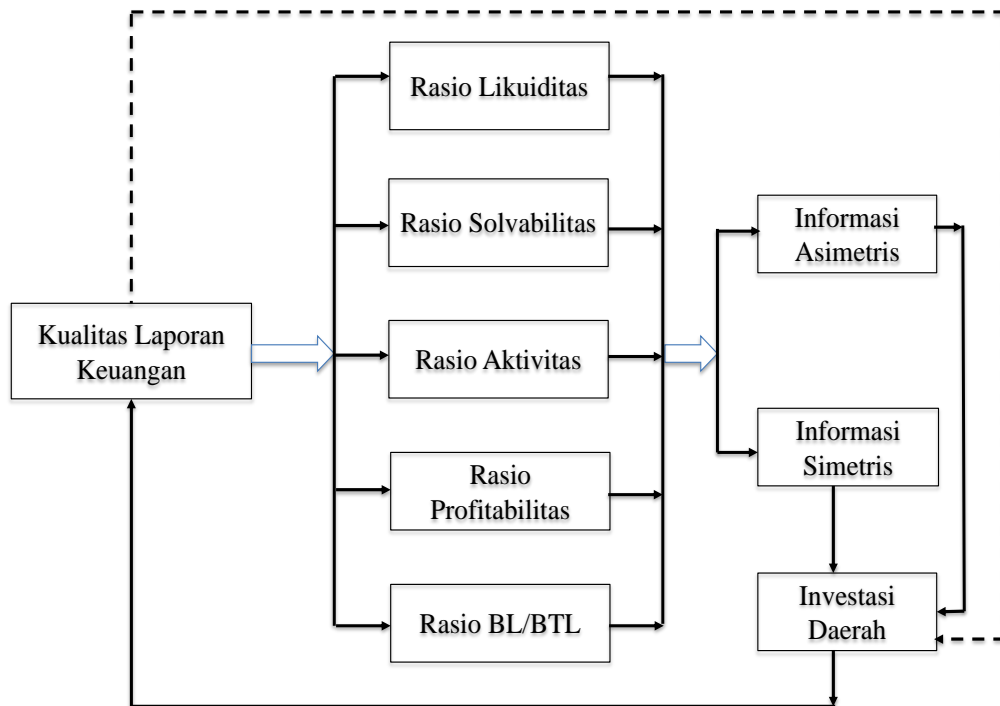 Rasio Likuiditas
Rasio Solvabilitas
Informasi
Asimetris
Kualitas Laporan
Keuangan
Rasio Aktivitas
Informasi
Simetris
Rasio
Profitabilitas
Rasio BL/BTL
Investasi
Daerah